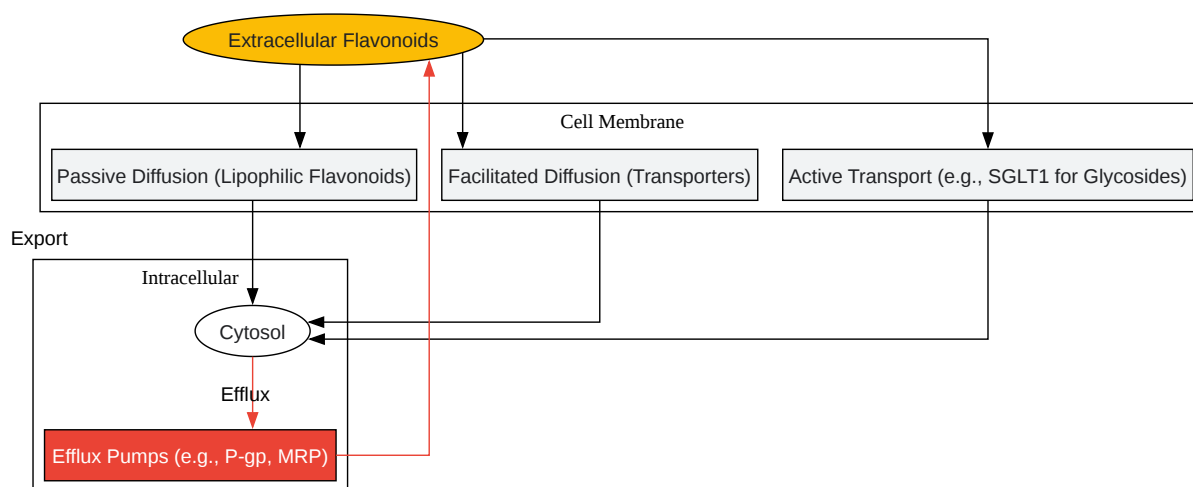 Extracellular Flavonoids
Cell Membrane
Passive Diffusion (Lipophilic Flavonoids)
Facilitated Diffusion (Transporters)
Active Transport (e.g., SGLT1 for Glycosides)
Export
Intracellular
Cytosol
Efflux
Efflux Pumps (e.g., P-gp, MRP)